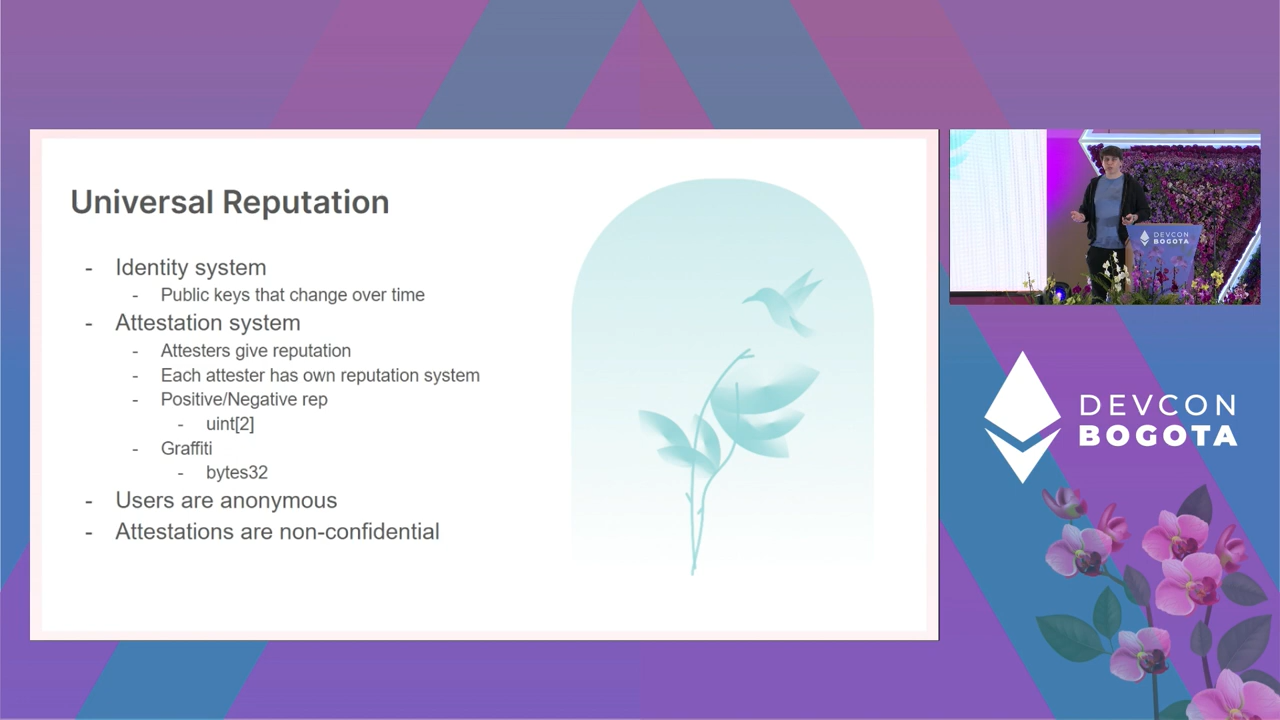 Universal Reputation
- Identity system
- Public keys that change over time
- Attestation system
- Attesters give reputation
- Each attester has own reputation system
- Positive/Negative rep
- uint[2]
- Graffiti
- bytes32
- Users are anonymous
- Attestations are non-confidential
DEVCON
BOGOTA
DEVCON
BOGOTA